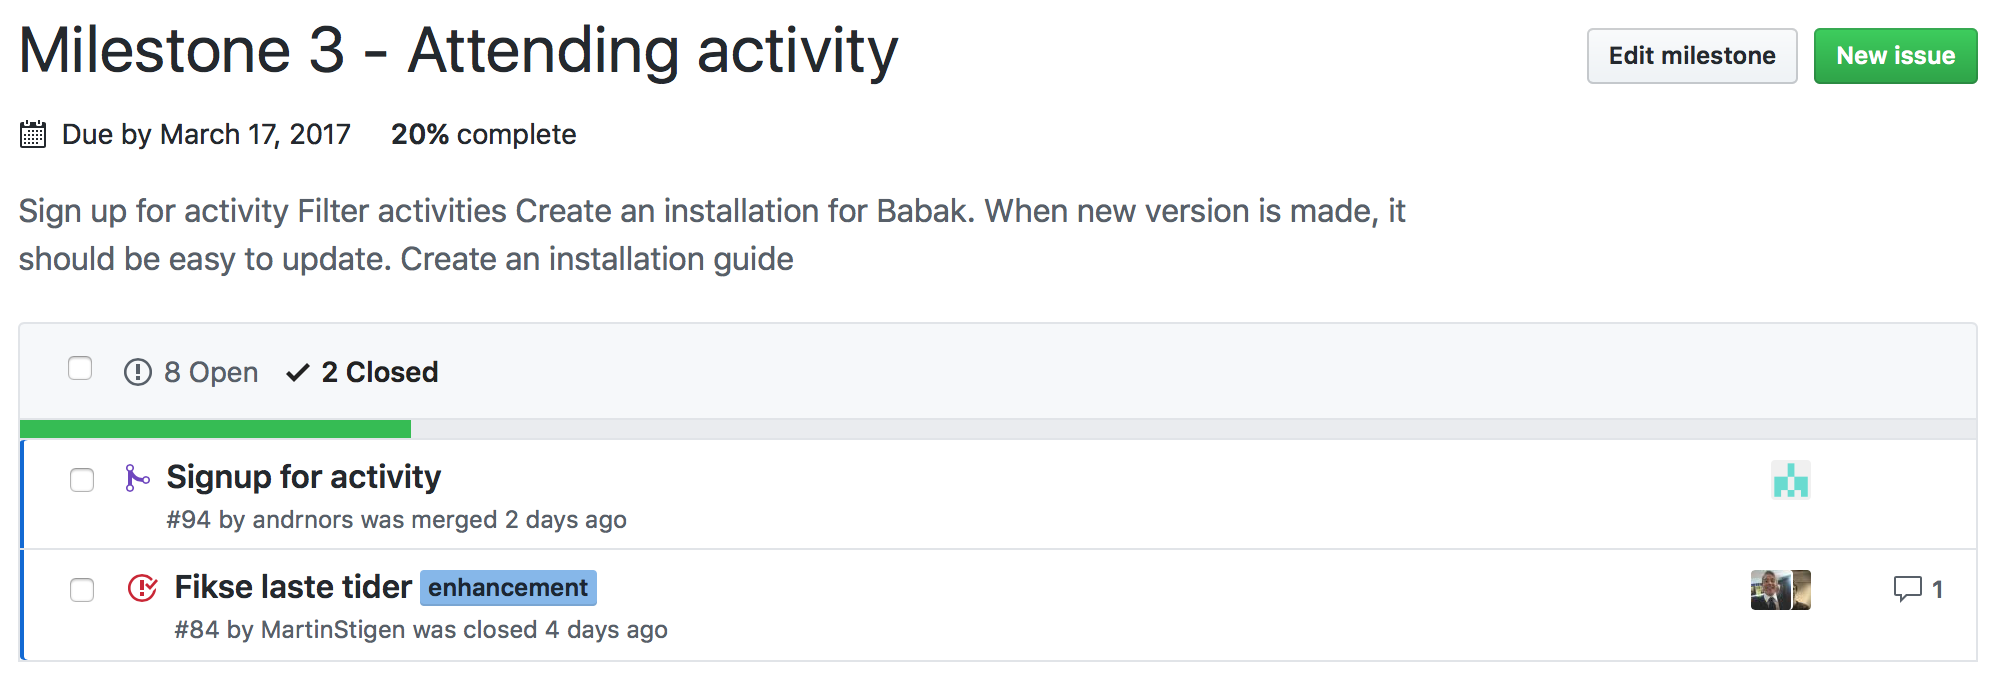 Milestone 3 - Attending activity
Edit milestone
New issue
Due by March 17, 2017 20% complete
Sign up for activity Filter activities Create an installation for Babak. When new version is made, it
should be easy to update. Create an installation guide
8 Open 2 Closed
Signup for activity
#94 by andrnors was merged 2 days ago
Fikse laste tider enhancement
1
#84 by MartinStigen was closed 4 days ago